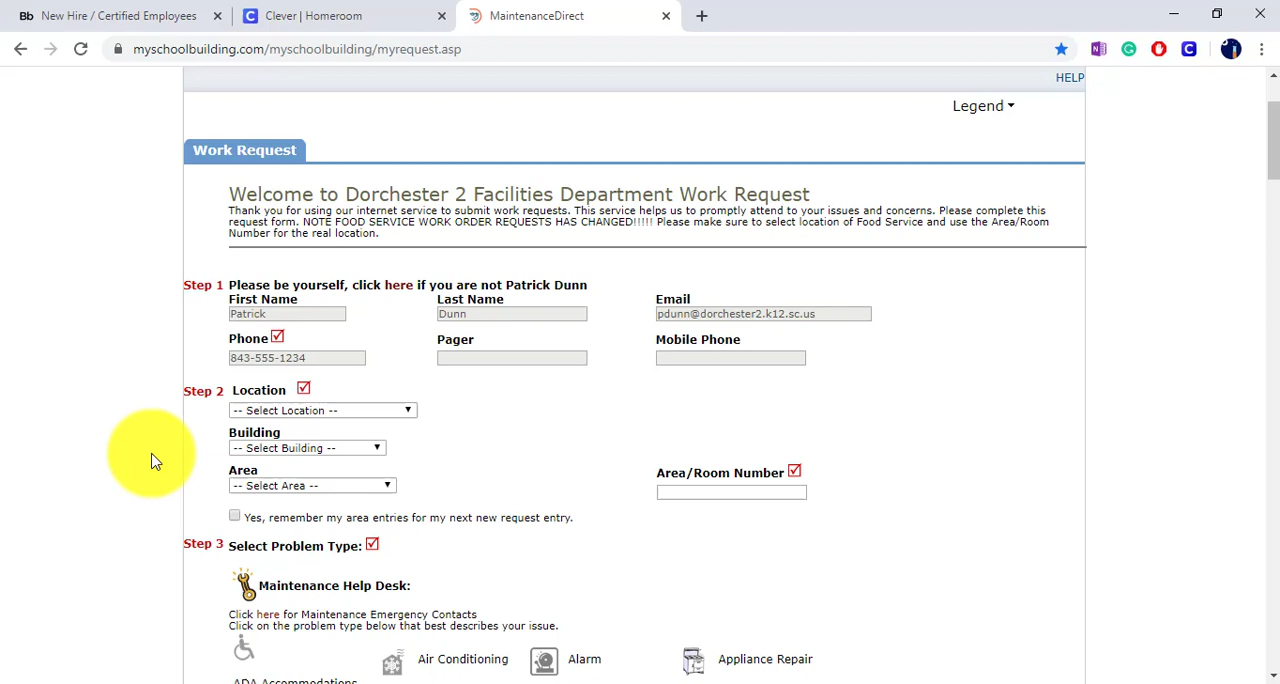 Bb New Hire / Certified Employees
C Clever | Homeroom
MaintenanceDirect
myschoolbuilding.com/myschoolbuilding/myrequest.asp
HELP
Legend
Work Request
Welcome to Dorchester 2 Facilities Department Work Request
Thank you for using our internet service to submit work requests. This service helps us to promptly attend to your issues and concerns. Please complete this
request form. NOTE FOOD SERVICE WORK ORDER REQUESTS HAS CHANGED!!!!! Please make sure to select location of Food Service and use the Area/Room
Number for the real location.
Step 1 Please be yourself, click here if you are not Patrick Dunn
First Name Last Name Email
Patrick Dunn pdunn@dorchester2.k12.sc.us
Phone Pager Mobile Phone
843-555-1234
Step 2 Location
-- Select Location --
Building
-- Select Building --
Area Area/Room Number
-- Select Area --
Yes, remember my area entries for my next new request entry.
Step 3 Select Problem Type:
Maintenance Help Desk:
Click here for Maintenance Emergency Contacts
Click on the problem type below that best describes your issue.
Air Conditioning Alarm Appliance Repair
ADA Accommodations